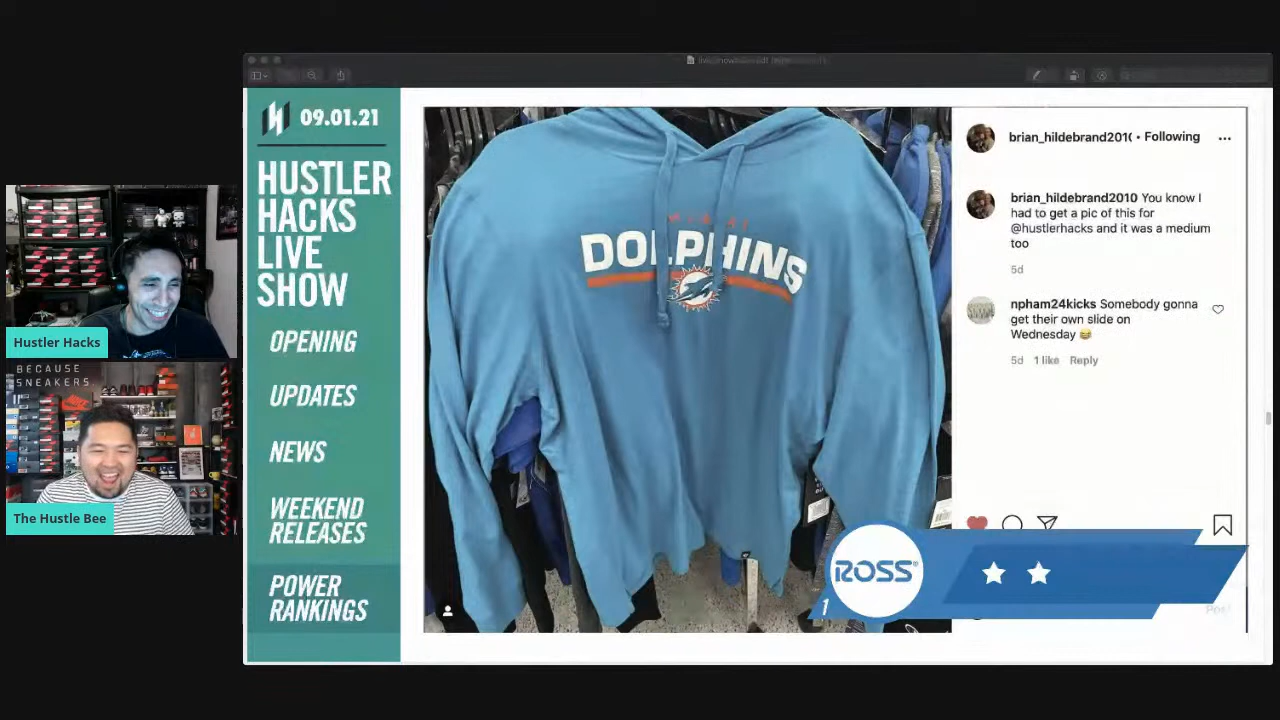 09.01.21
HUSTLER
HACKS
LIVE
SHOW
OPENING
UPDATES
NEWS
WEEKEND
RELEASES
POWER
RANKINGS
Hustler Hacks
BECAUSE
SNEAKERS.
The Hustle Bee
MIAMI
DOLPHINS
brian_hildebrand201( • Following
brian_hildebrand2010 You know I
had to get a pic of this for
@hustlerhacks and it was a medium
too
5d
npham24kicks Somebody gonna
get their own slide on
Wednesday 😂
5d 1 like Reply
ROSS
1
Post